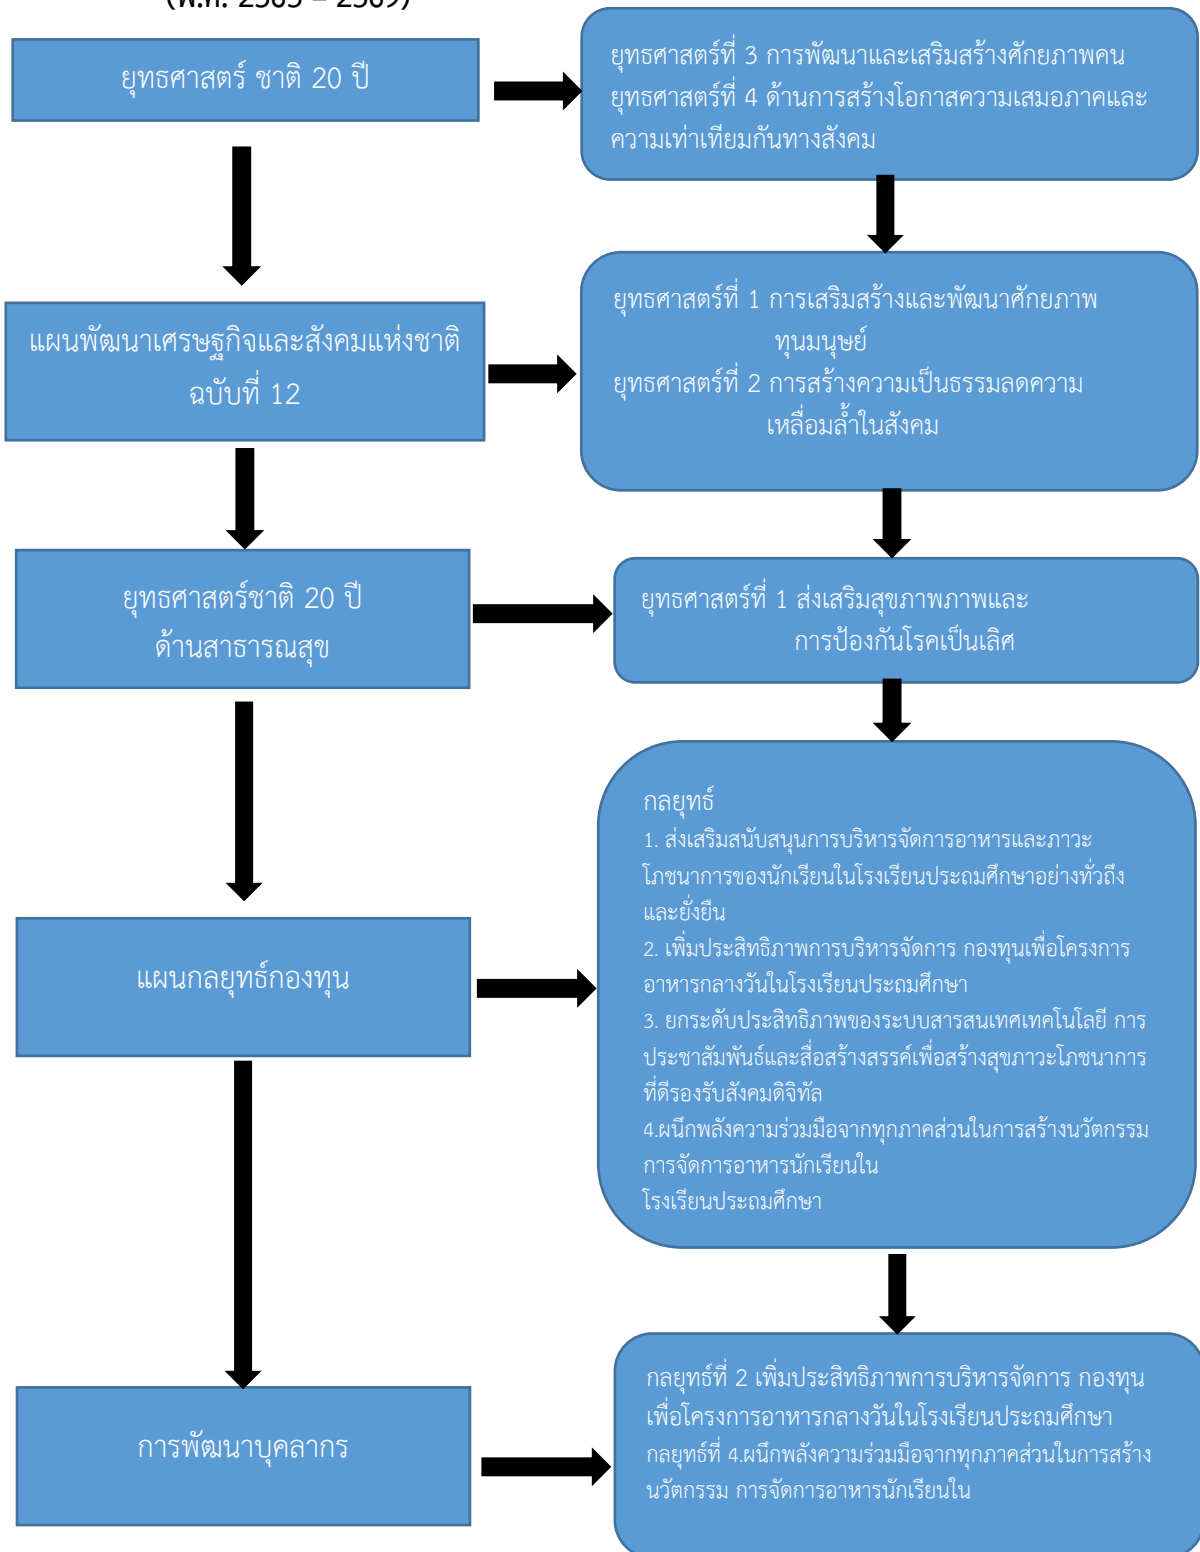 (พ.ศ. 2565 – 2569)
ยุทธศาสตร์ ชาติ 20 ปี
ยุทธศาสตร์ที่ 3 การพัฒนาและเสริมสร้างศักยภาพคน
ยุทธศาสตร์ที่ 4 ด้านการสร้างโอกาสความเสมอภาคและ
ความเท่าเทียมกันทางสังคม
แผนพัฒนาเศรษฐกิจและสังคมแห่งชาติ
ฉบับที่ 12
ยุทธศาสตร์ที่ 1 การเสริมสร้างและพัฒนาศักยภาพ
ทุนมนุษย์
ยุทธศาสตร์ที่ 2 การสร้างความเป็นธรรมลดความ
เหลื่อมล้ำในสังคม
ยุทธศาสตร์ชาติ 20 ปี
ด้านสาธารณสุข
ยุทธศาสตร์ที่ 1 ส่งเสริมสุขภาพภาพและ
การป้องกันโรคเป็นเลิศ
แผนกลยุทธ์กองทุน
กลยุทธ์
1. ส่งเสริมสนับสนุนการบริหารจัดการอาหารและภาวะ
โภชนาการของนักเรียนในโรงเรียนประถมศึกษาอย่างทั่วถึง
และยั่งยืน
2. เพิ่มประสิทธิภาพการบริหารจัดการ กองทุนเพื่อโครงการ
อาหารกลางวันในโรงเรียนประถมศึกษา
3. ยกระดับประสิทธิภาพของระบบสารสนเทศเทคโนโลยี การ
ประชาสัมพันธ์และสื่อสร้างสรรค์เพื่อสร้างสุขภาวะโภชนาการ
ที่ดีรองรับสังคมดิจิทัล
4.ผนึกพลังความร่วมมือจากทุกภาคส่วนในการสร้างนวัตกรรม
การจัดการอาหารนักเรียนใน
โรงเรียนประถมศึกษา
การพัฒนาบุคลากร
กลยุทธ์ที่ 2 เพิ่มประสิทธิภาพการบริหารจัดการ กองทุน
เพื่อโครงการอาหารกลางวันในโรงเรียนประถมศึกษา
กลยุทธ์ที่ 4.ผนึกพลังความร่วมมือจากทุกภาคส่วนในการสร้าง
นวัตกรรม การจัดการอาหารนักเรียนใน